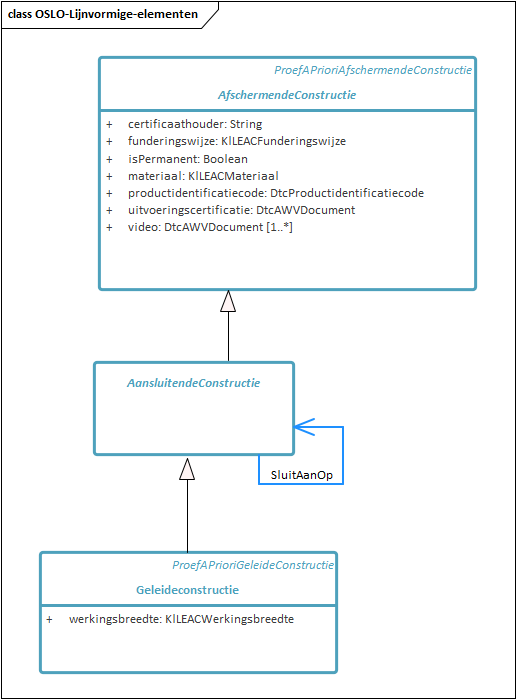 class OSLO-Lijnvormige-elementen
ProefAPrioriAfschermendeConstructie
AfschermendeConstructie
+ certificaathouder: String
+ funderingswijze: KlLEACFunderingswijze
+ isPermanent: Boolean
+ materiaal: KlLEACMateriaal
+ productidentificatiecode: DtcProductidentificatiecode
+ uitvoeringscertificatie: DtcAWVDocument
+ video: DtcAWVDocument [1..*]
AansluitendeConstructie
SluitAanOp
ProefAPrioriGeleideConstructie
Geleideconstructie
+ werkingsbreedte: KlLEACWerkingsbreedte